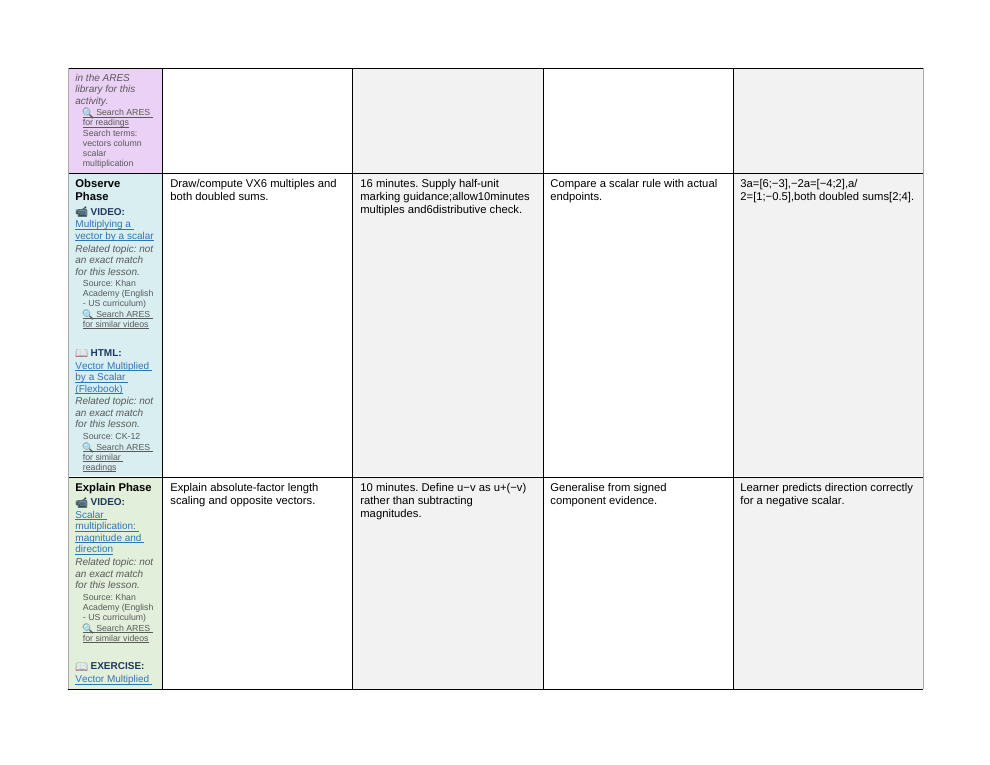 in the ARES
library for this
activity.
🔍 Search ARES
for readings
Search terms:
vectors column
scalar
multiplication
Observe
Phase
📹 VIDEO:
Multiplying a
vector by a scalar
Related topic: not
an exact match
for this lesson.
Source: Khan
Academy (English
- US curriculum)
🔍 Search ARES
for similar videos
📖 HTML:
Vector Multiplied
by a Scalar
(Flexbook)
Related topic: not
an exact match
for this lesson.
Source: CK-12
🔍 Search ARES
for similar
readings
Draw/compute VX6 multiples and
both doubled sums.
16 minutes. Supply half-unit
marking guidance;allow10minutes
multiples and6distributive check.
Compare a scalar rule with actual
endpoints.
3a=[6;−3],−2a=[−4;2],a/
2=[1;−0.5],both doubled sums[2;4].
Explain Phase
📹 VIDEO:
Scalar
multiplication:
magnitude and
direction
Related topic: not
an exact match
for this lesson.
Source: Khan
Academy (English
- US curriculum)
🔍 Search ARES
for similar videos
📖 EXERCISE:
Vector Multiplied
Explain absolute-factor length
scaling and opposite vectors.
10 minutes. Define u−v as u+(−v)
rather than subtracting
magnitudes.
Generalise from signed
component evidence.
Learner predicts direction correctly
for a negative scalar.